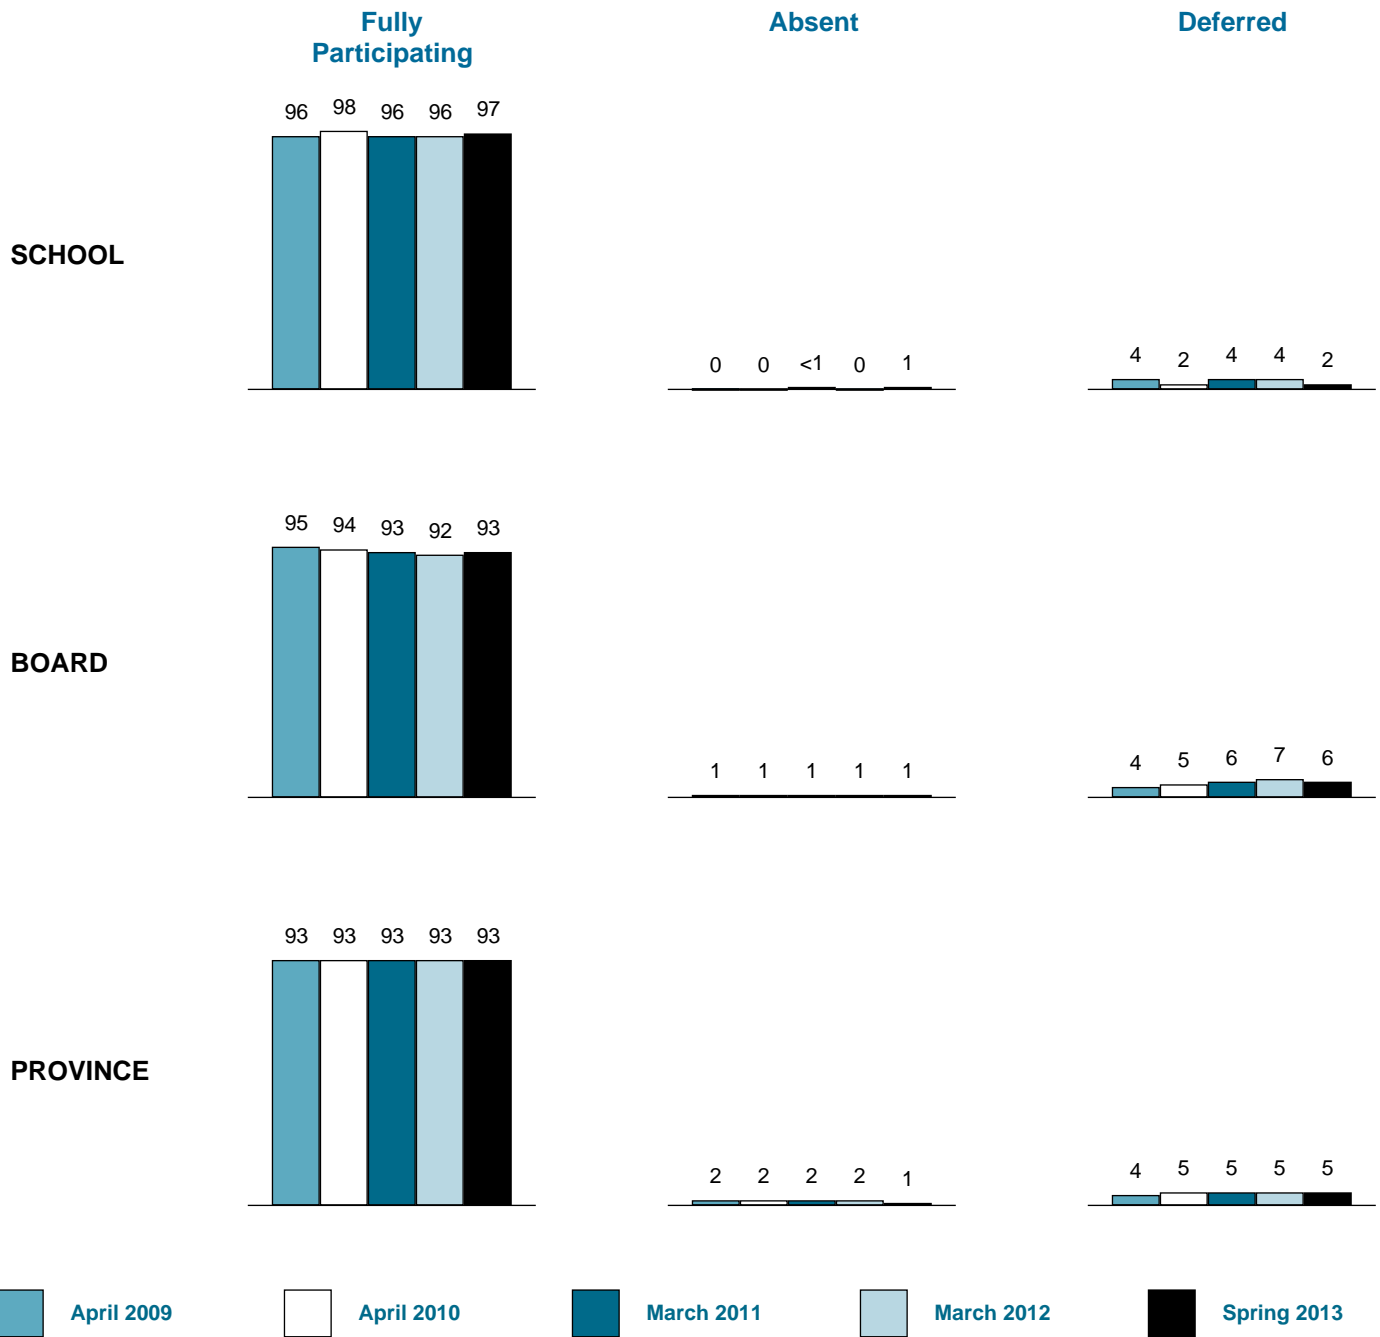 Fully
Participating
Absent
Deferred
96 98 96 96 97
0 0 <1 0 1
4 2 4 4 2
SCHOOL
95 94 93 92 93
1 1 1 1 1
4 5 6 7 6
BOARD
93 93 93 93 93
2 2 2 2 1
4 5 5 5 5
PROVINCE
April 2009
April 2010
March 2011
March 2012
Spring 2013